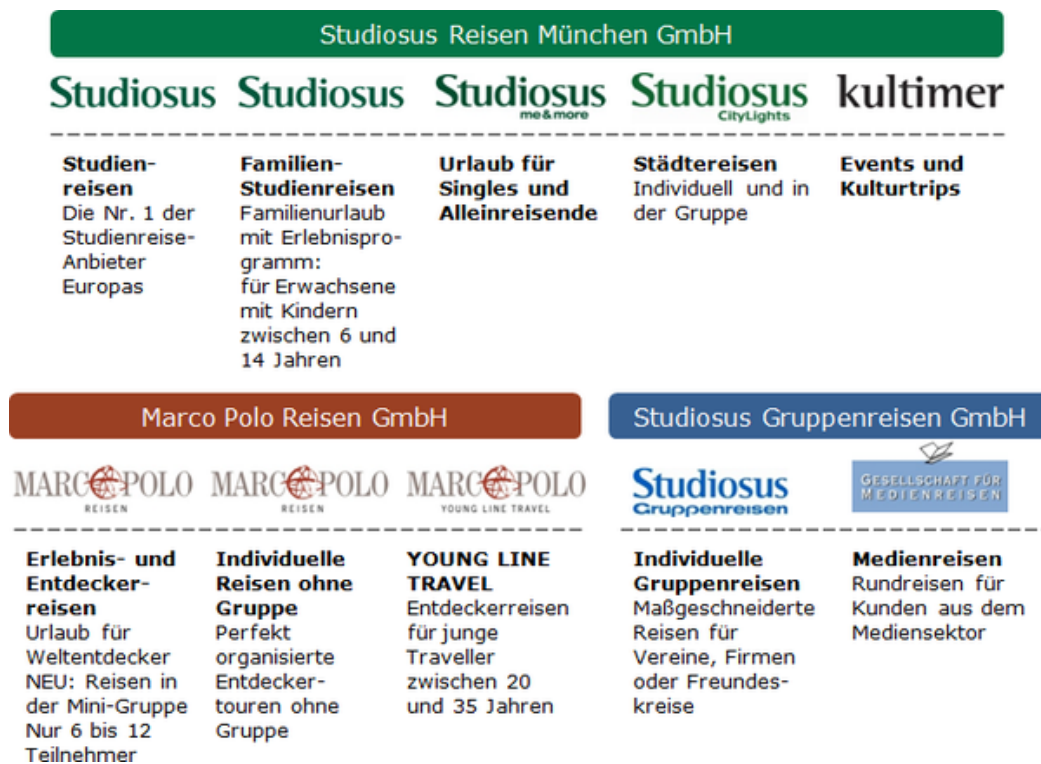 Studiosus Reisen München GmbH
Studiosus
Studiosus
Studiosus
me&more
Studiosus
CityLights
kultimer
Studien-
reisen
Die Nr. 1 der
Studienreise-
Anbieter
Europas
Familien-
Studienreisen
Familienurlaub
mit Erlebnispro-
gramm:
für Erwachsene
mit Kindern
zwischen 6 und
14 Jahren
Urlaub für
Singles und
Alleinreisende
Städtereisen
Individuell und in
der Gruppe
Events und
Kulturtrips
Marco Polo Reisen GmbH
MARCO POLO
REISEN
MARCO POLO
REISEN
MARCO POLO
YOUNG LINE TRAVEL
Erlebnis- und
Entdecker-
reisen
Urlaub für
Weltentdecker
NEU: Reisen in
der Mini-Gruppe
Nur 6 bis 12
Teilnehmer
Individuelle
Reisen ohne
Gruppe
Perfekt
organisierte
Entdecker-
touren ohne
Gruppe
YOUNG LINE
TRAVEL
Entdeckerreisen
für junge
Traveller
zwischen 20
und 35 Jahren
Studiosus Gruppenreisen GmbH
Studiosus
Gruppenreisen
GESELLSCHAFT FÜR
MEDIENREISEN
Individuelle
Gruppenreisen
Maßgeschneiderte
Reisen für
Vereine, Firmen
oder Freundes-
kreise
Medienreisen
Rundreisen für
Kunden aus dem
Mediensektor